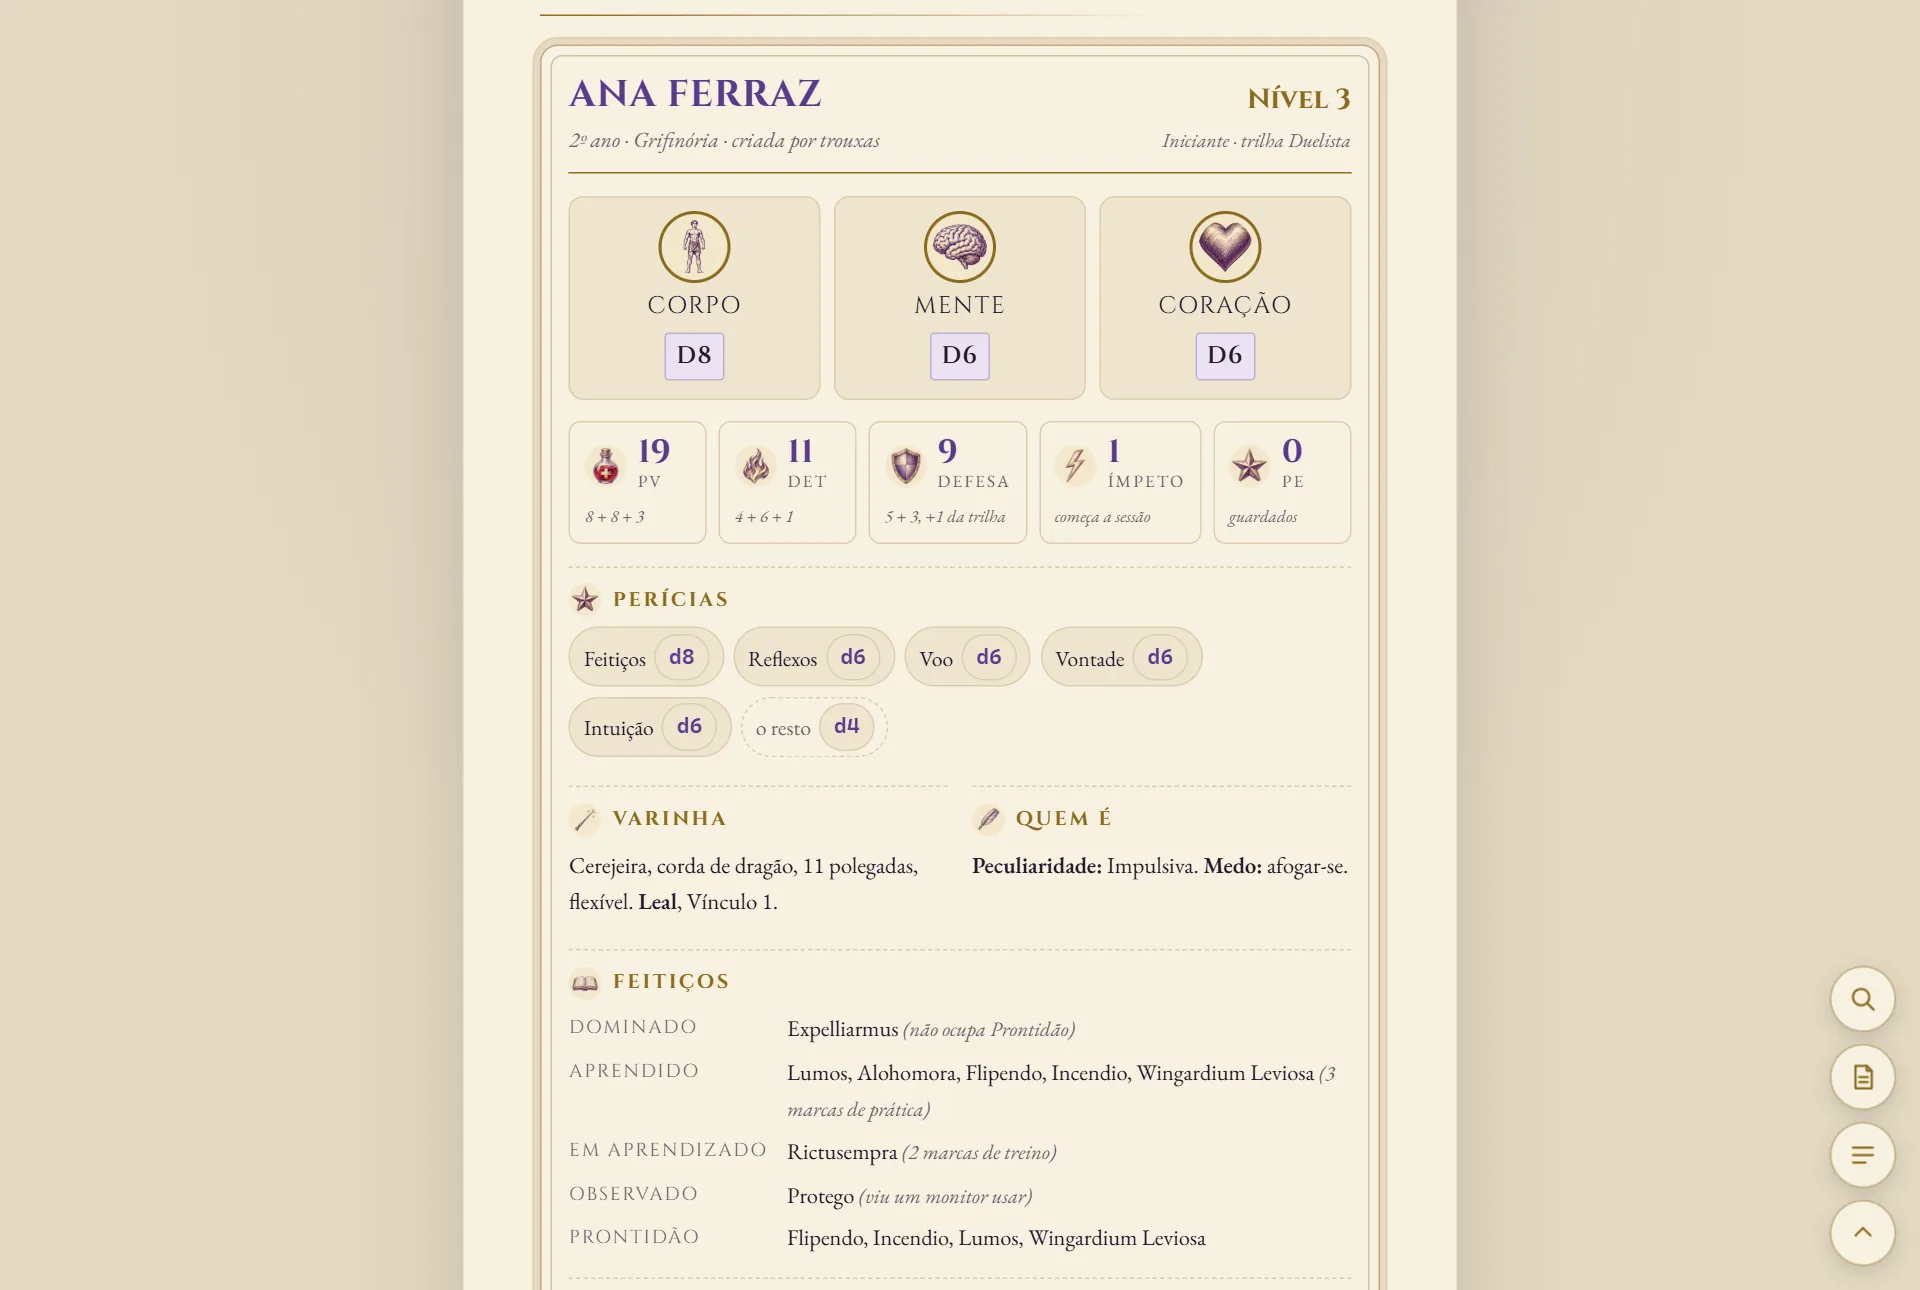 ANA FERRAZ
NÍVEL 3
2º ano · Grifinória · criada por trouxas
Iniciante · trilha Duelista
CORPO
D8
MENTE
D6
CORAÇÃO
D6
19
PV
8 + 8 + 3
11
DET
4 + 6 + 1
9
DEFESA
5 + 3, +1 da trilha
1
ÍMPETO
começa a sessão
0
PE
guardados
PERÍCIAS
Feitiços d8
Reflexos d6
Voo d6
Vontade d6
Intuição d6
o resto d4
VARINHA
Cerejeira, corda de dragão, 11 polegadas,
flexível. Leal, Vínculo 1.
QUEM É
Peculiaridade: Impulsiva. Medo: afogar-se.
FEITIÇOS
DOMINADO
Expelliarmus (não ocupa Prontidão)
APRENDIDO
Lumos, Alohomora, Flipendo, Incendio, Wingardium Leviosa (3
marcas de prática)
EM APRENDIZADO
Rictusempra (2 marcas de treino)
OBSERVADO
Protego (viu um monitor usar)
PRONTIDÃO
Flipendo, Incendio, Lumos, Wingardium Leviosa